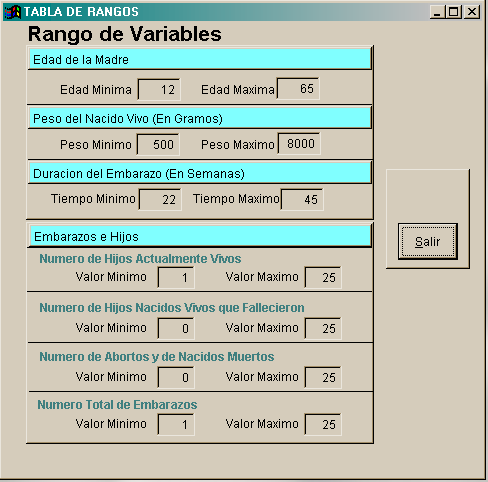 TABLA DE RANGOS
Rango de Variables
Edad de la Madre
Edad Minima 12 Edad Maxima 65
Peso del Nacido Vivo (En Gramos)
Peso Minimo 500 Peso Maximo 8000
Duracion del Embarazo (En Semanas)
Tiempo Minimo 22 Tiempo Maximo 45
Salir
Embarazos e Hijos
Numero de Hijos Actualmente Vivos
Valor Minimo 1 Valor Maximo 25
Numero de Hijos Nacidos Vivos que Fallecieron
Valor Minimo 0 Valor Maximo 25
Numero de Abortos y de Nacidos Muertos
Valor Minimo 0 Valor Maximo 25
Numero Total de Embarazos
Valor Minimo 1 Valor Maximo 25